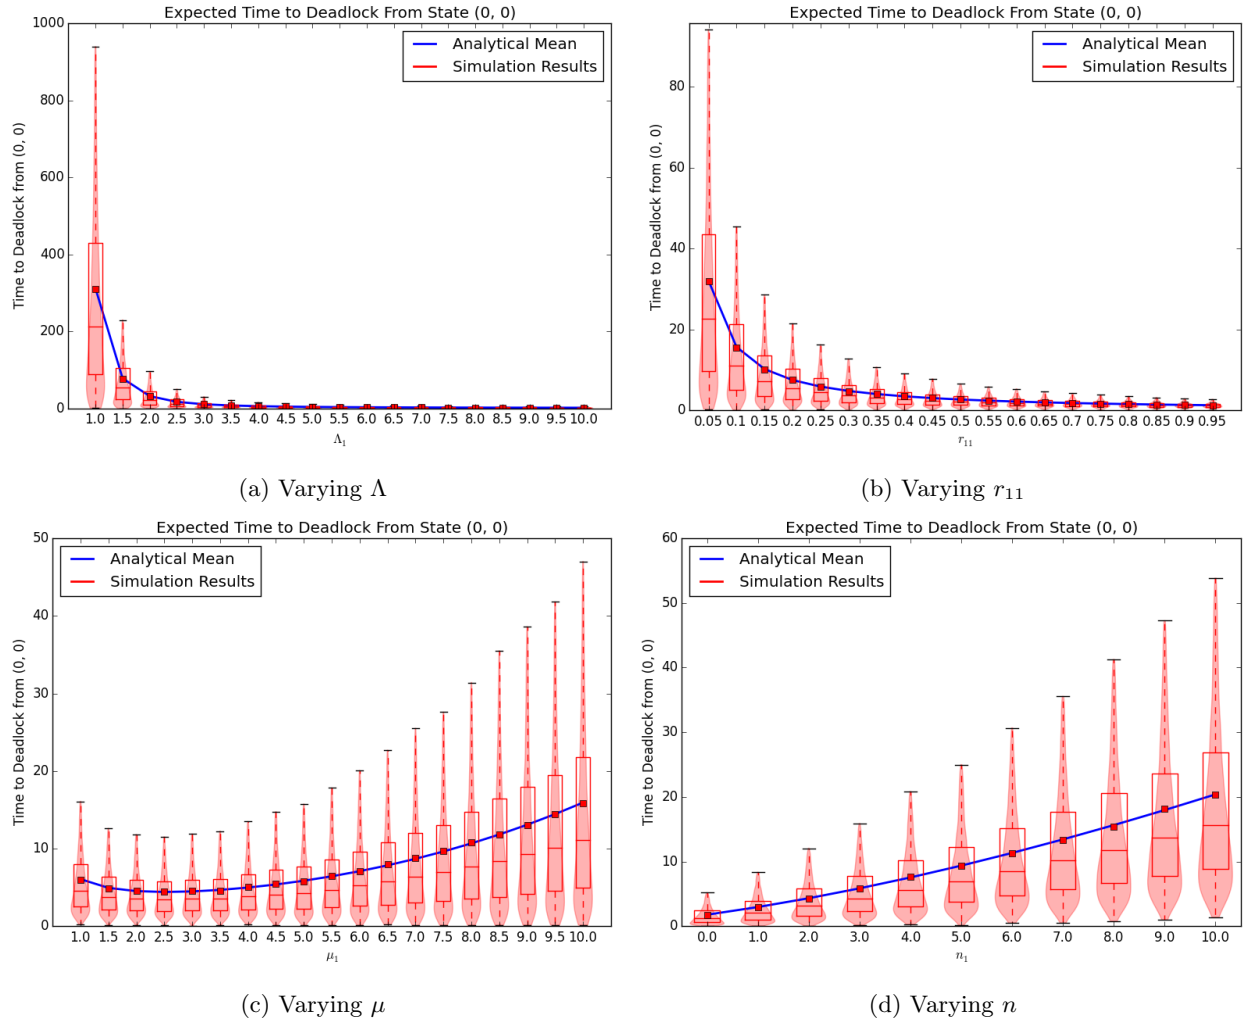 Expected Time to Deadlock From State (0, 0)
Time to Deadlock from (0, 0)
1000
800
600
400
200
0
Analytical Mean
Simulation Results
1.0 1.5 2.0 2.5 3.0 3.5 4.0 4.5 5.0 5.5 6.0 6.5 7.0 7.5 8.0 8.5 9.0 9.5 10.0
Λ₁
(a) Varying Λ
Expected Time to Deadlock From State (0, 0)
Time to Deadlock from (0, 0)
80
60
40
20
0
Analytical Mean
Simulation Results
0.05 0.1 0.15 0.2 0.25 0.3 0.35 0.4 0.45 0.5 0.55 0.6 0.65 0.7 0.75 0.8 0.85 0.9 0.95
r₁₁
(b) Varying r₁₁
Expected Time to Deadlock From State (0, 0)
Time to Deadlock from (0, 0)
50
40
30
20
10
0
Analytical Mean
Simulation Results
1.0 1.5 2.0 2.5 3.0 3.5 4.0 4.5 5.0 5.5 6.0 6.5 7.0 7.5 8.0 8.5 9.0 9.5 10.0
μ₁
(c) Varying μ
Expected Time to Deadlock From State (0, 0)
Time to Deadlock from (0, 0)
60
50
40
30
20
10
0
Analytical Mean
Simulation Results
0.0 1.0 2.0 3.0 4.0 5.0 6.0 7.0 8.0 9.0 10.0
n₁
(d) Varying n